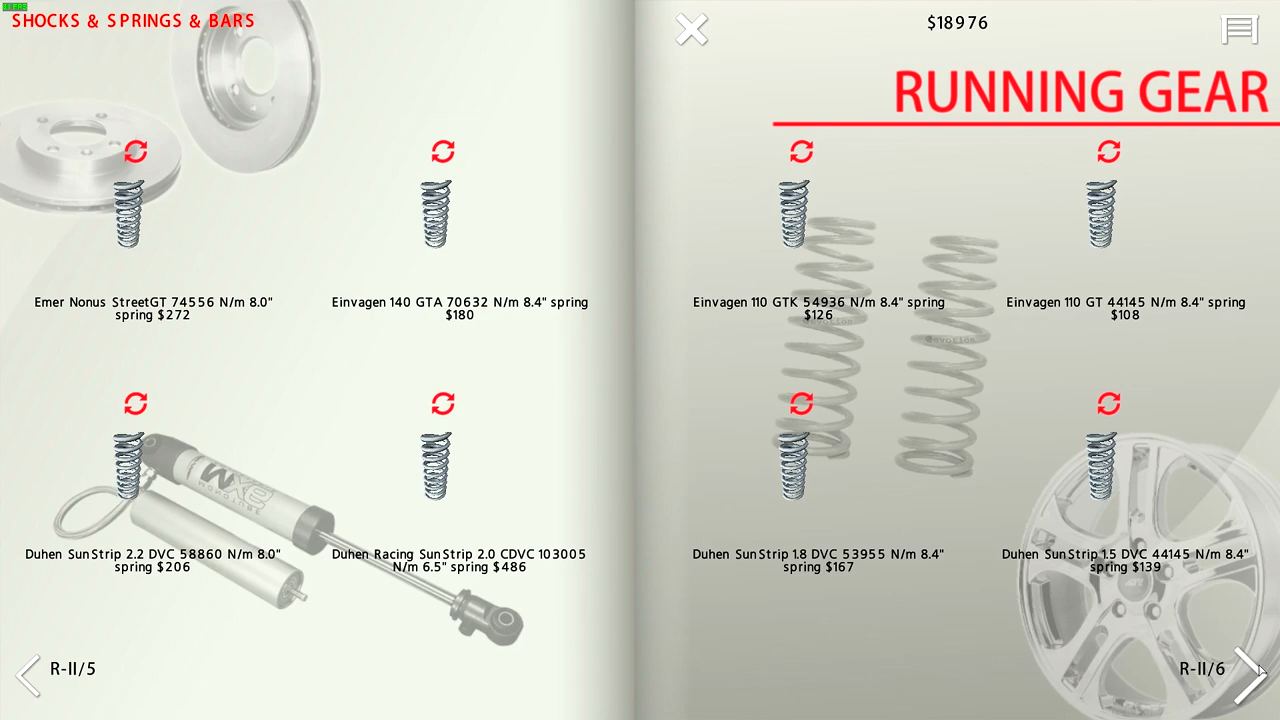 SHOCKS & SPRINGS & BARS
$18976
RUNNING GEAR
Emer Nonus StreetGT 74556 N/m 8.0"
spring $272
Einvagen 140 GTA 70632 N/m 8.4" spring
$180
Einvagen 110 GTK 54936 N/m 8.4" spring
$126
Einvagen 110 GT 44145 N/m 8.4" spring
$108
Duhen SunStrip 2.2 DVC 58860 N/m 8.0"
spring $206
Duhen Racing SunStrip 2.0 CDVC 103005
N/m 6.5" spring $486
Duhen SunStrip 1.8 DVC 53955 N/m 8.4"
spring $167
Duhen SunStrip 1.5 DVC 44145 N/m 8.4"
spring $139
R-II/5
R-II/6